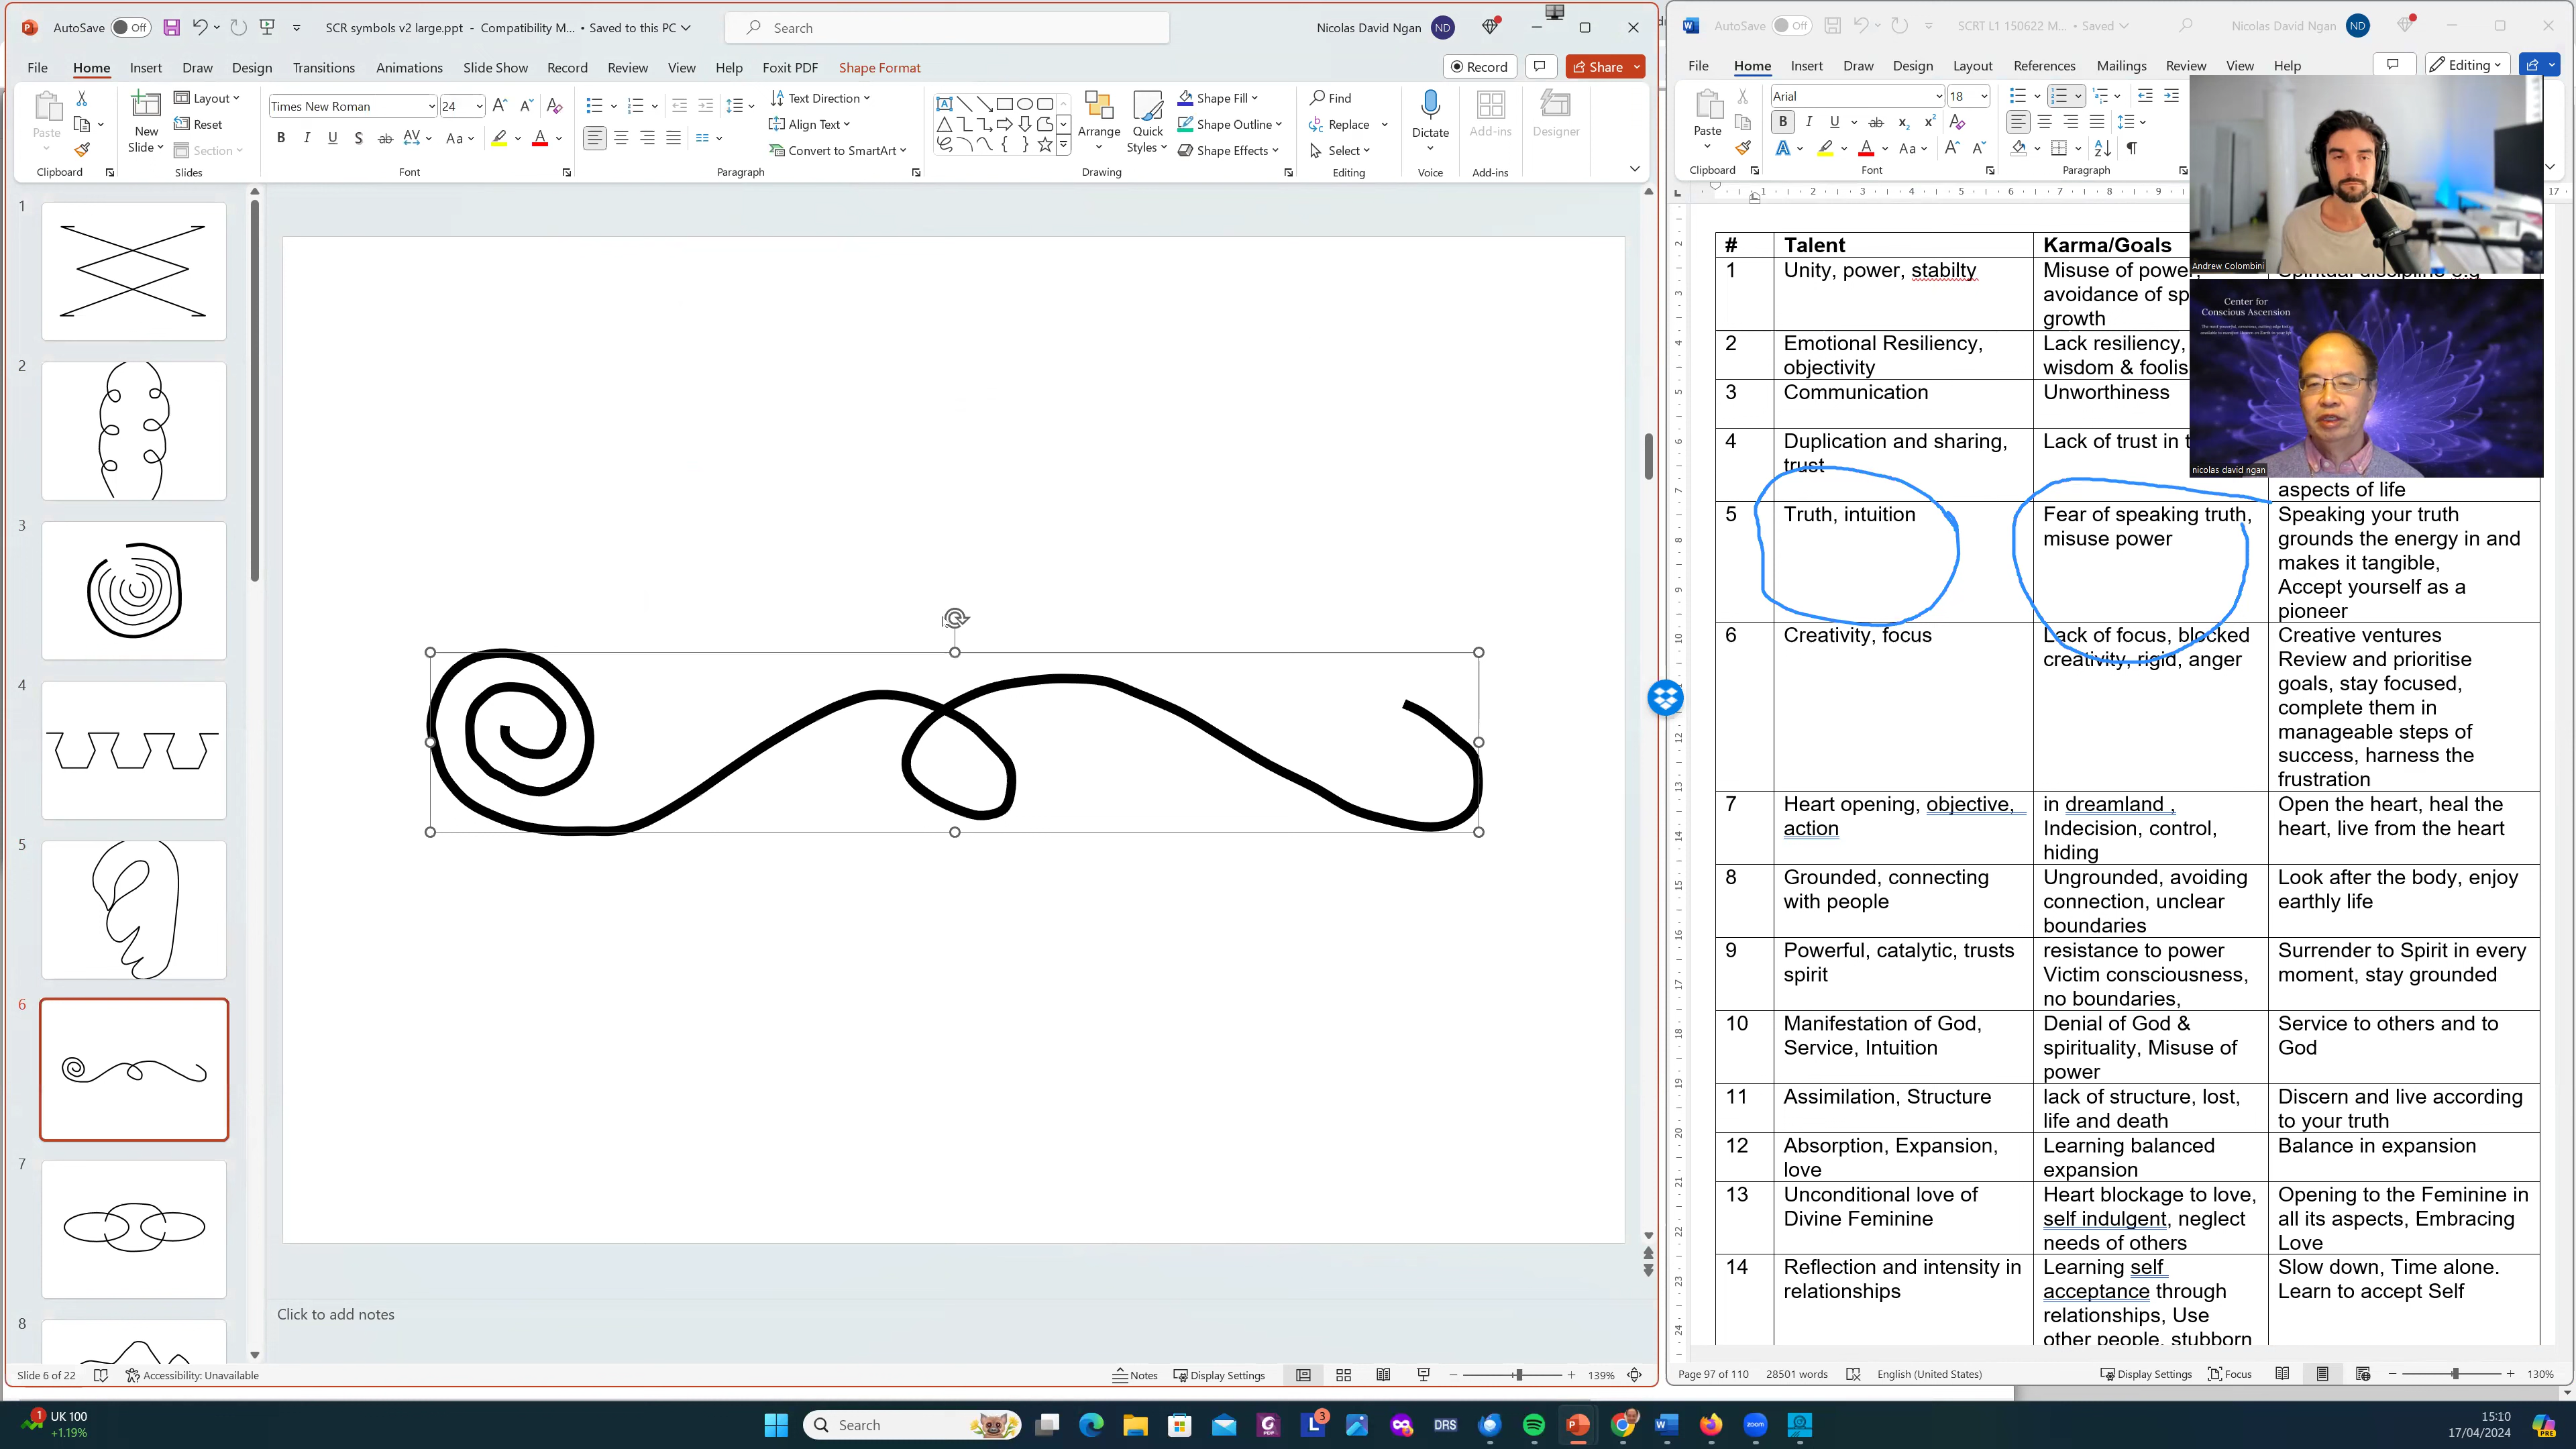 AutoSave Off SCR symbols v2 large.ppt - Compatibility M... • Saved to this PC Search Nicolas David Ngan ND
File Home Insert Draw Design Transitions Animations Slide Show Record Review View Help Foxit PDF Shape Format Record Share
Paste New Slide Layout Reset Section
Times New Roman 24
Text Direction
Align Text
Convert to SmartArt
Arrange Quick Styles
Shape Fill
Shape Outline
Shape Effects
Find
Replace
Select
Dictate Add-ins Designer
Clipboard Slides Font Paragraph Drawing Editing Voice Add-ins
1
2
3
4
5
6
7
8
Click to add notes
Slide 6 of 22 Accessibility: Unavailable Notes Display Settings 139%
AutoSave Off SCRT L1 150622 M... • Saved Nicolas David Ngan ND
File Home Insert Draw Design Layout References Mailings Review View Help Editing
Paste Arial 18
Clipboard Font Paragraph
Andrew Colombini
Center for
Conscious Ascension
nicolas david ngan
# Talent Karma/Goals
1 Unity, power, stabilty Misuse of power,
avoidance of sp
growth
2 Emotional Resiliency, Lack resiliency,
objectivity wisdom & foolis
3 Communication Unworthiness
4 Duplication and sharing, Lack of trust in t
trust
aspects of life
5 Truth, intuition Fear of speaking truth, Speaking your truth
misuse power grounds the energy in and
makes it tangible,
Accept yourself as a
pioneer
6 Creativity, focus Lack of focus, blocked Creative ventures
creativity, rigid, anger Review and prioritise
goals, stay focused,
complete them in
manageable steps of
success, harness the
frustration
7 Heart opening, objective, in dreamland , Open the heart, heal the
action Indecision, control, heart, live from the heart
hiding
8 Grounded, connecting Ungrounded, avoiding Look after the body, enjoy
with people connection, unclear earthly life
boundaries
9 Powerful, catalytic, trusts resistance to power Surrender to Spirit in every
spirit Victim consciousness, moment, stay grounded
no boundaries,
10 Manifestation of God, Denial of God & Service to others and to
Service, Intuition spirituality, Misuse of God
power
11 Assimilation, Structure lack of structure, lost, Discern and live according
life and death to your truth
12 Absorption, Expansion, Learning balanced Balance in expansion
love expansion
13 Unconditional love of Heart blockage to love, Opening to the Feminine in
Divine Feminine self indulgent, neglect all its aspects, Embracing
needs of others Love
14 Reflection and intensity in Learning self Slow down, Time alone.
relationships acceptance through Learn to accept Self
relationships, Use
other people, stubborn
Page 97 of 110 28501 words English (United States) Display Settings Focus 130%
UK 100
+1.19%
Search
DRS
zoom
15:10
17/04/2024